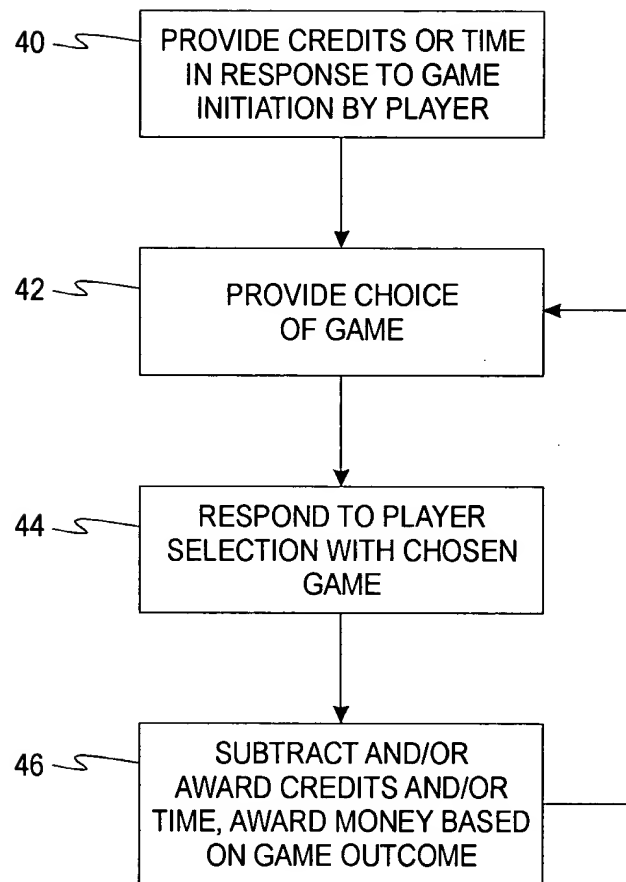 40
PROVIDE CREDITS OR TIME
IN RESPONSE TO GAME
INITIATION BY PLAYER
42
PROVIDE CHOICE
OF GAME
44
RESPOND TO PLAYER
SELECTION WITH CHOSEN
GAME
46
SUBTRACT AND/OR
AWARD CREDITS AND/OR
TIME, AWARD MONEY BASED
ON GAME OUTCOME